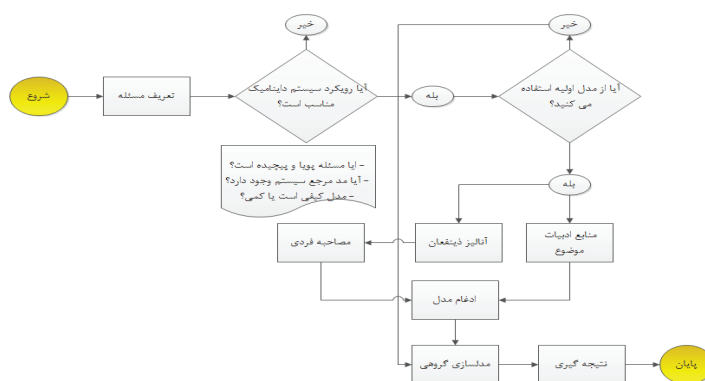 خیر
خیر
شروع
تعریف مسئله
آیا رویکرد سیستم داینامیک
مناسب است؟
بله
آیا از مدل اولیه استفاده
می کنید؟
- ایا مسئله پویا و پیچیده است؟
- آیا مد مرجع سیستم وجود دارد؟
- مدل کیفی است یا کمی؟
بله
مصاحبه فردی
آنالیز ذینفعان
منابع ادبیات
موضوع
ادغام مدل
مدلسازی گروهی
نتیجه گیری
پایان